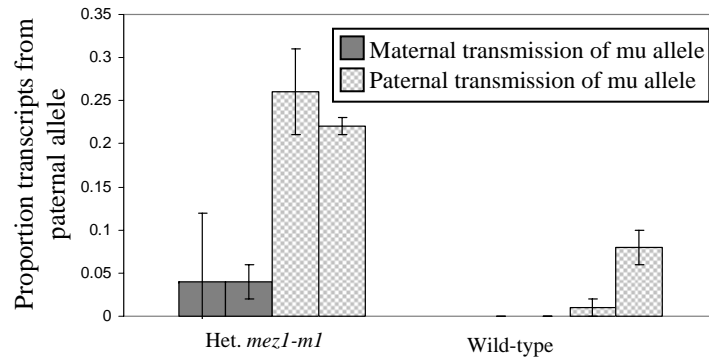 Proportion transcripts from
paternal allele
0.35
0.3
0.25
0.2
0.15
0.1
0.05
0
Maternal transmission of mu allele
Paternal transmission of mu allele
Het. mez1-m1
Wild-type